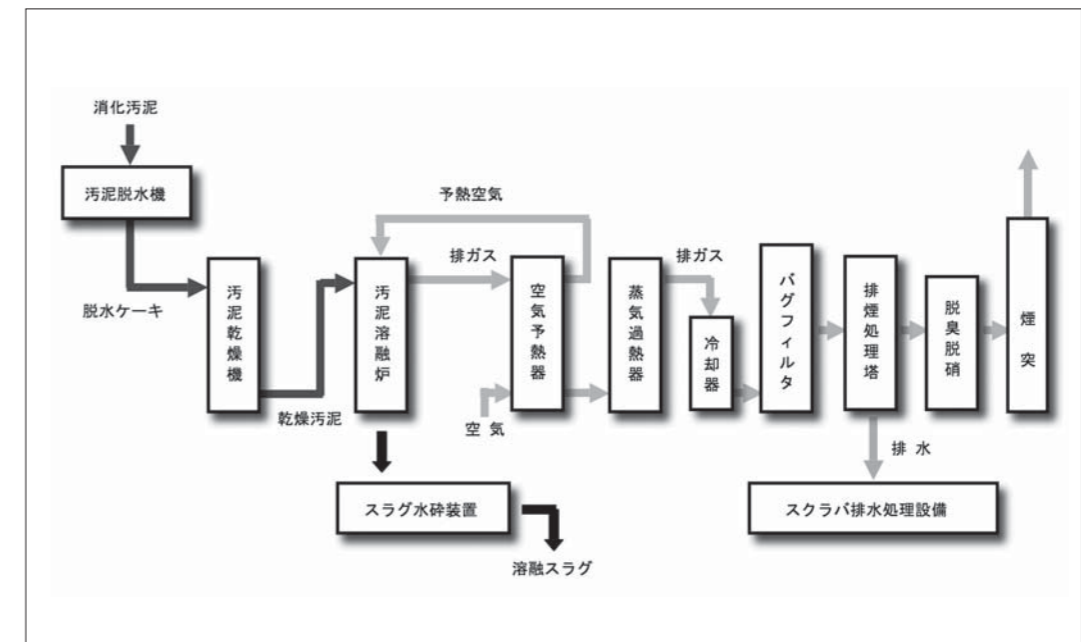 消化汚泥
汚泥脱水機
脱水ケーキ
汚泥乾燥機
乾燥汚泥
汚泥溶融炉
予熱空気
排ガス
空気予熱器
空 気
蒸気過熱器
排ガス
冷却器
バグフィルタ
排煙処理塔
脱臭脱硝
煙 突
排 水
スクラバ排水処理設備
スラグ水砕装置
溶融スラグ